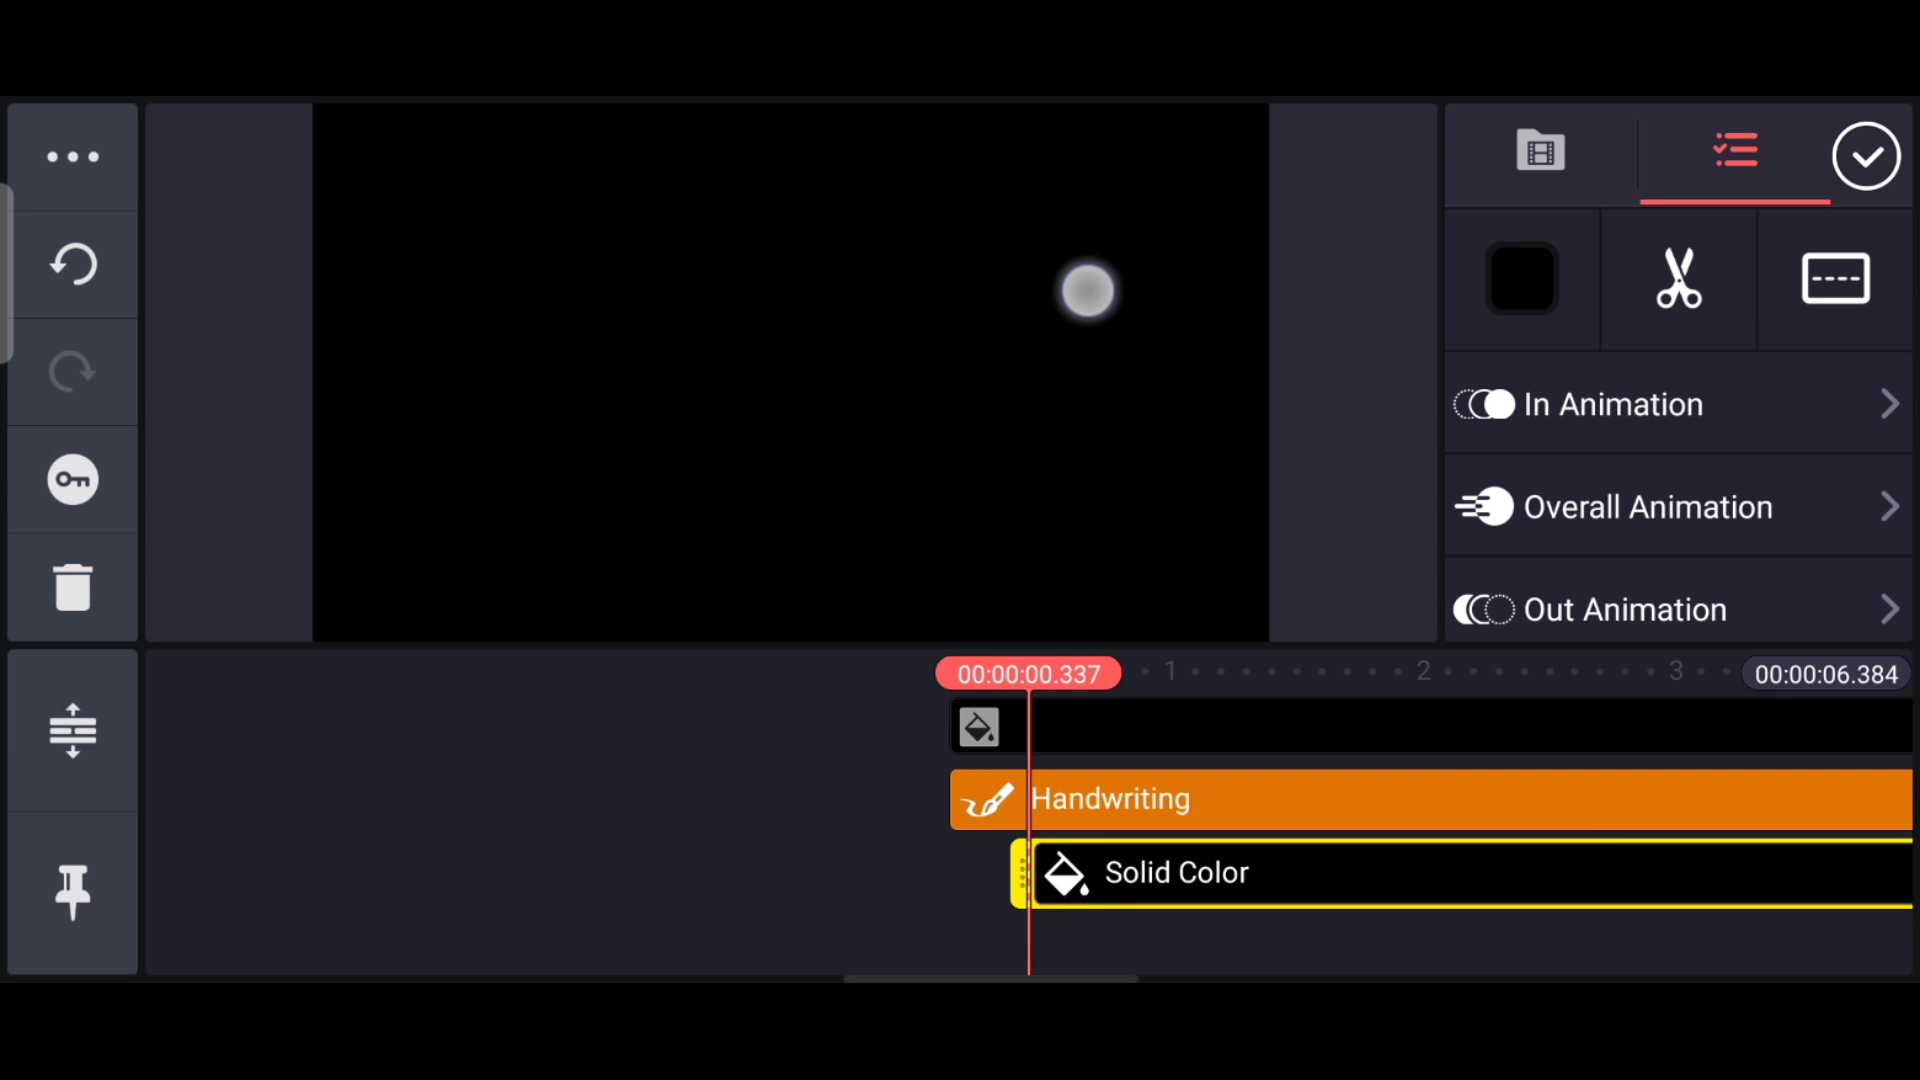 In Animation
Overall Animation
Out Animation
00:00:00.337
1
2
3
00:00:06.384
Handwriting
Solid Color